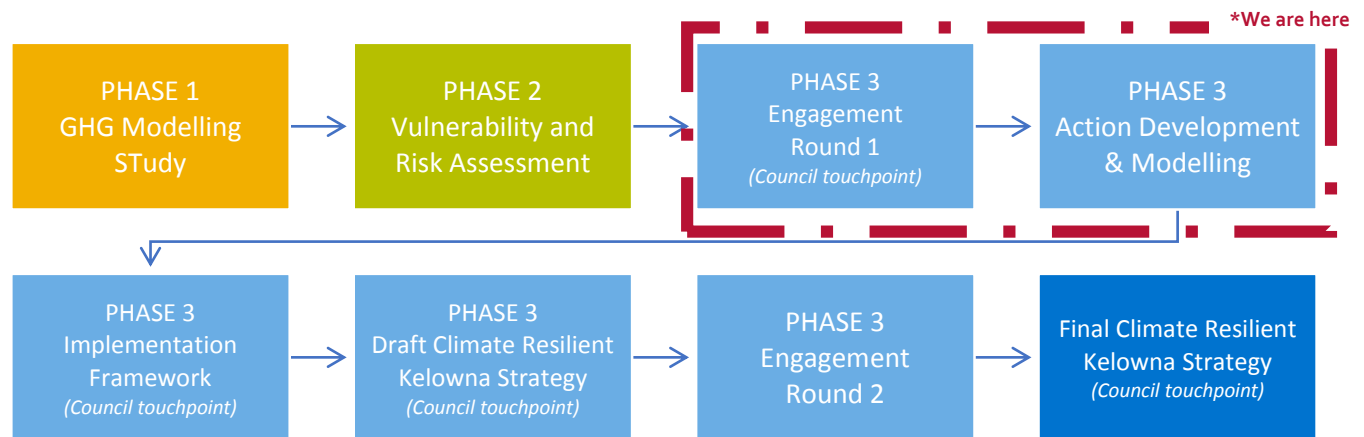 *We are here
PHASE 1
GHG Modelling
STudy
PHASE 2
Vulnerability and
Risk Assessment
PHASE 3
Engagement
Round 1
(Council touchpoint)
PHASE 3
Action Development
& Modelling
PHASE 3
Implementation
Framework
(Council touchpoint)
PHASE 3
Draft Climate Resilient
Kelowna Strategy
(Council touchpoint)
PHASE 3
Engagement
Round 2
Final Climate Resilient
Kelowna Strategy
(Council touchpoint)